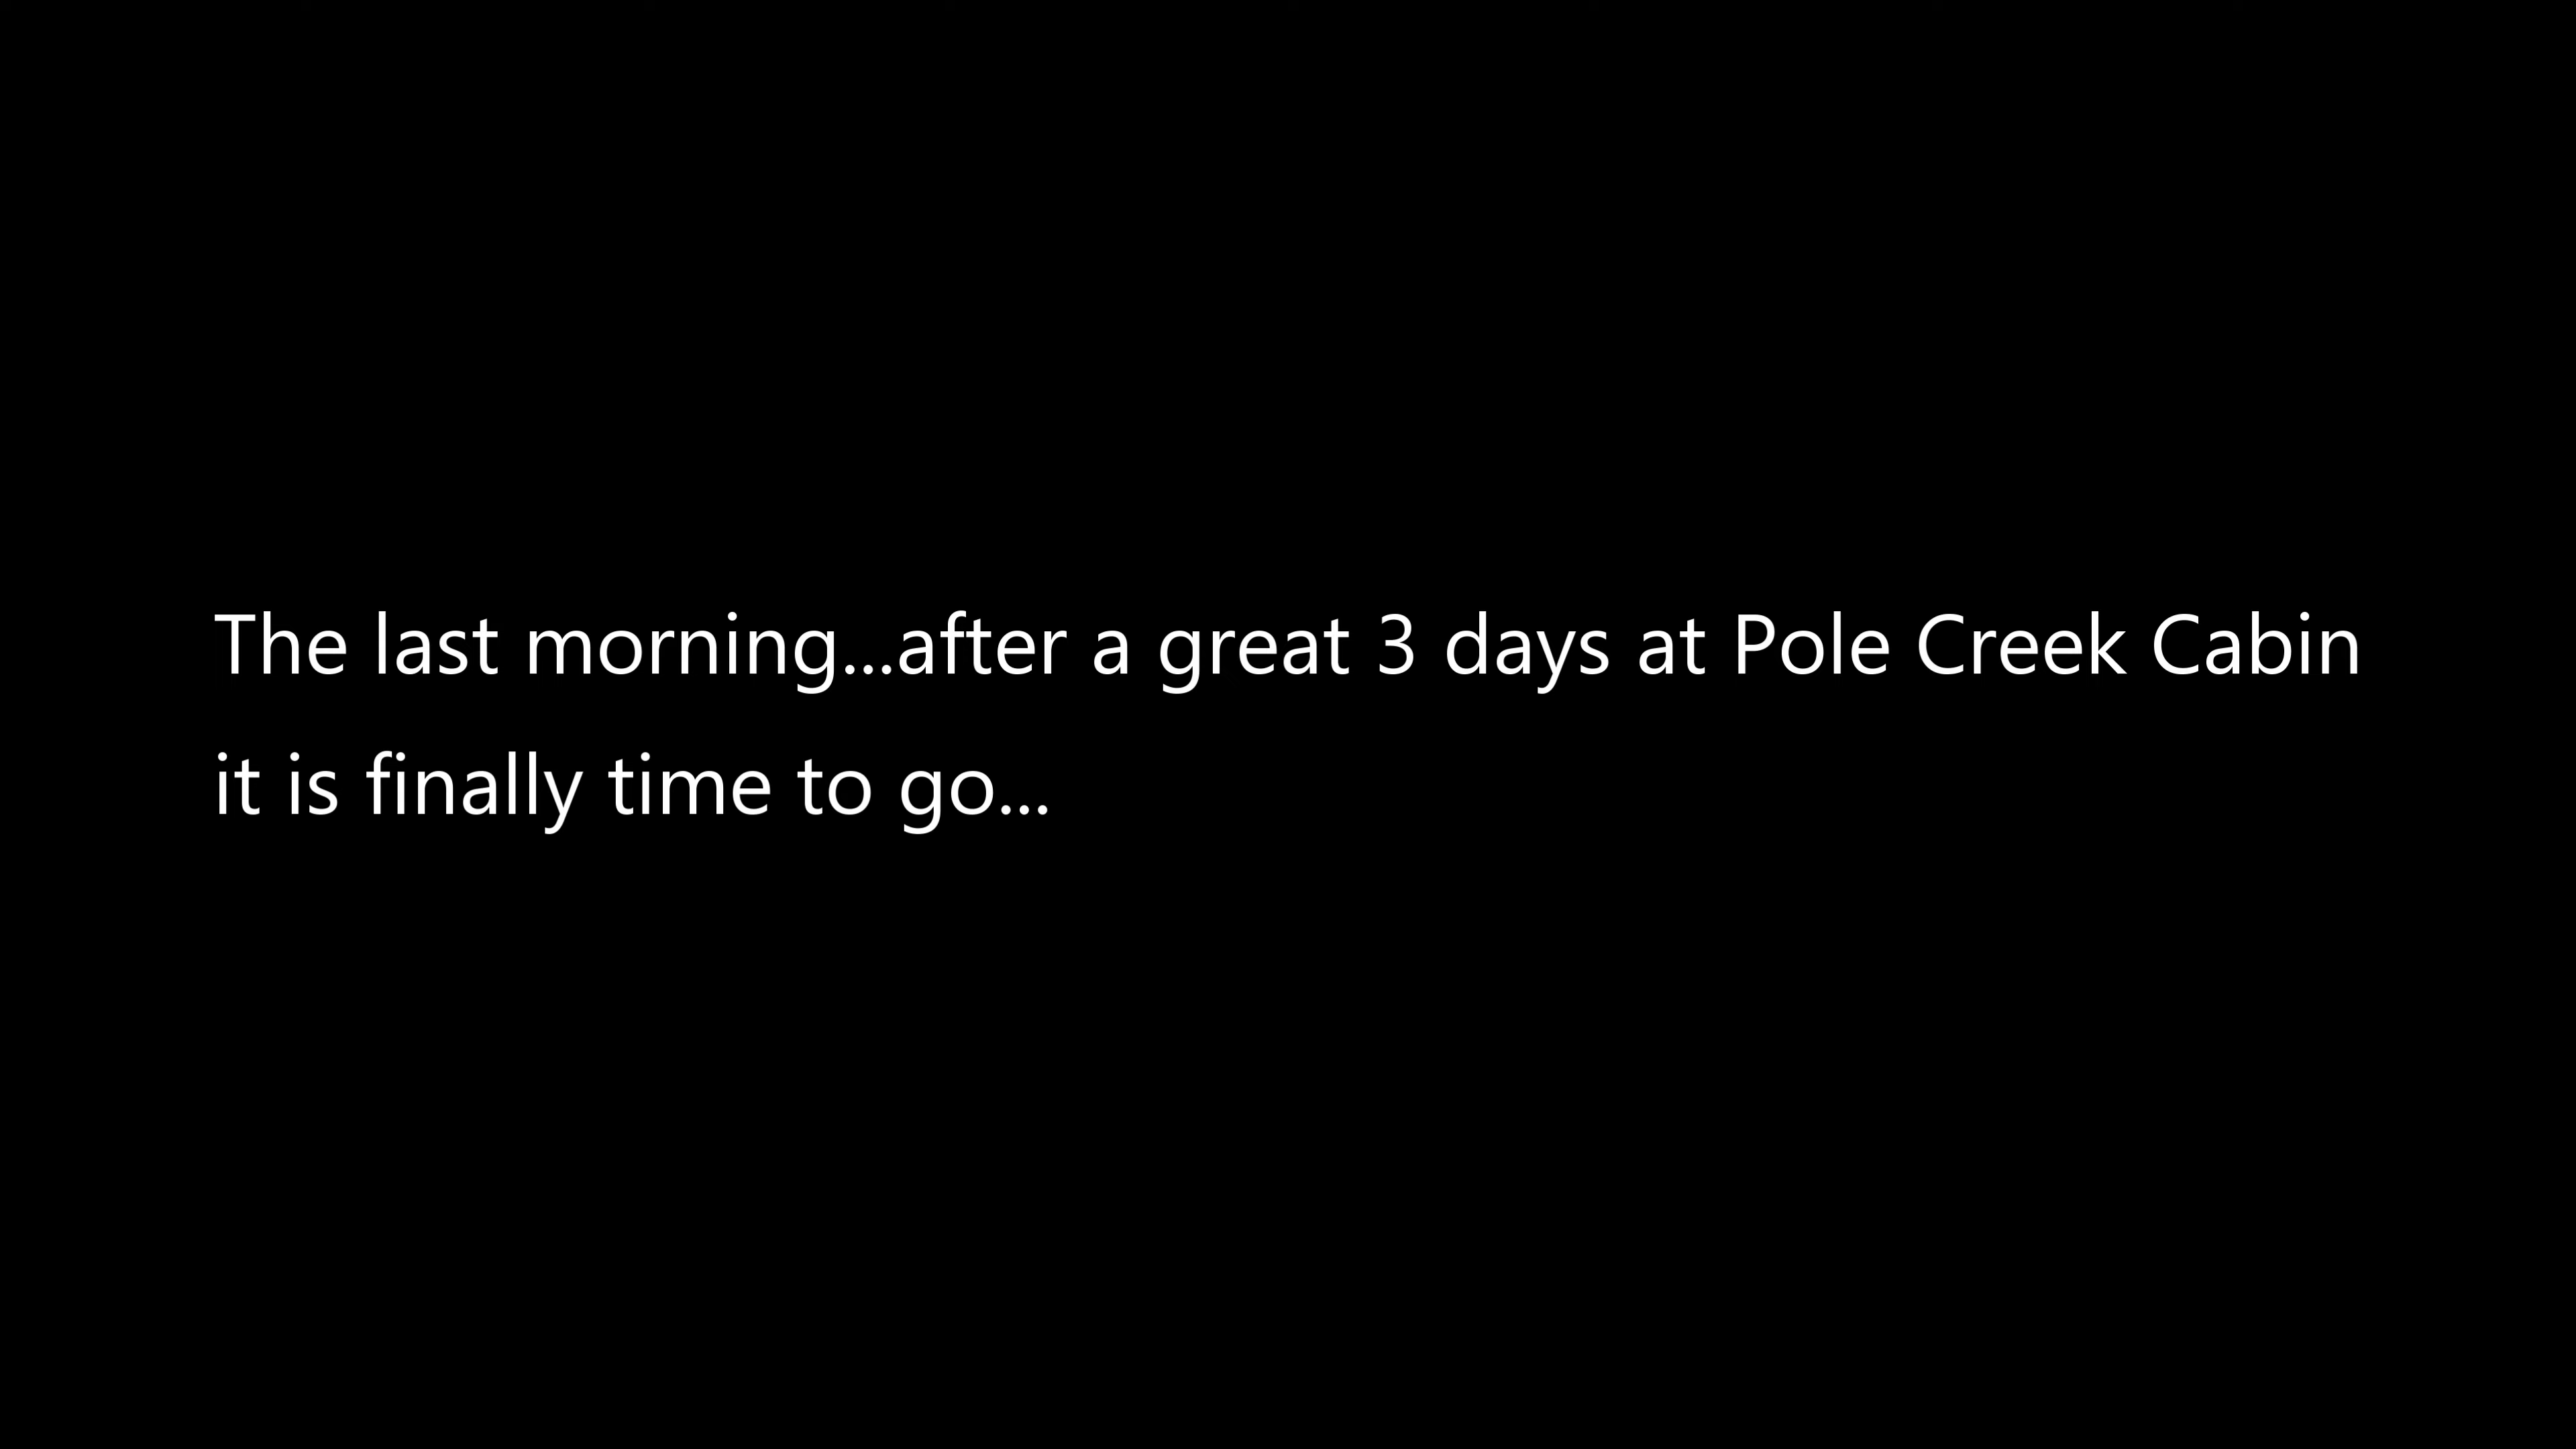 The last morning...after a great 3 days at Pole Creek Cabin
it is finally time to go...